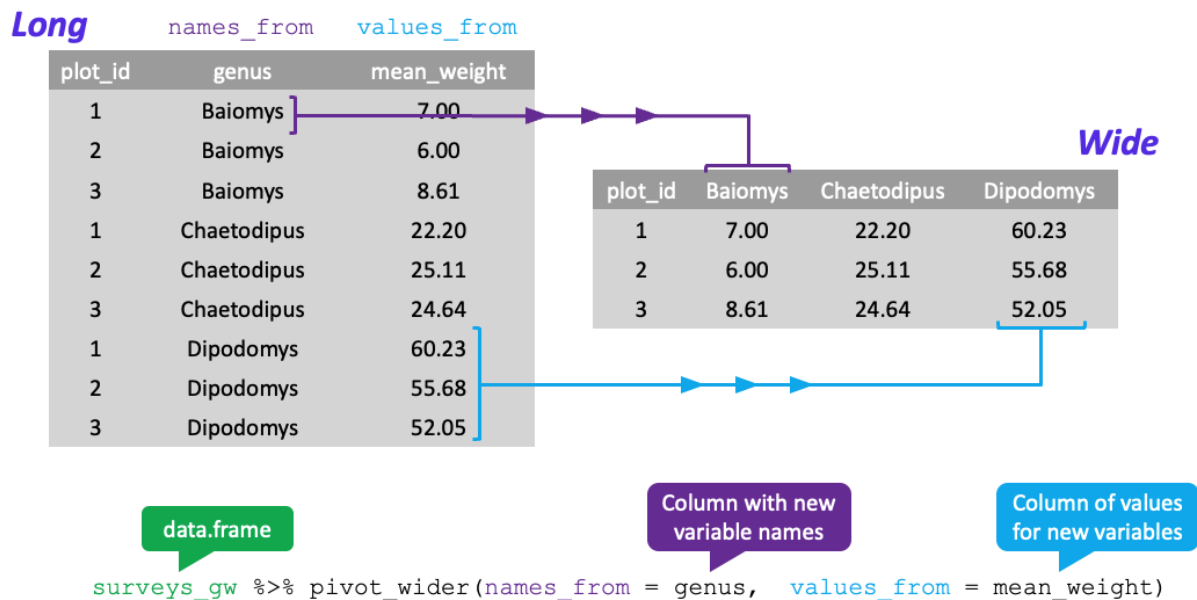 Long names_from values_from
plot_id genus mean_weight
1 Baiomys 7.00
2 Baiomys 6.00
3 Baiomys 8.61
1 Chaetodipus 22.20
2 Chaetodipus 25.11
3 Chaetodipus 24.64
1 Dipodomys 60.23
2 Dipodomys 55.68
3 Dipodomys 52.05
Wide
plot_id Baiomys Chaetodipus Dipodomys
1 7.00 22.20 60.23
2 6.00 25.11 55.68
3 8.61 24.64 52.05
data.frame
Column with new
variable names
Column of values
for new variables
surveys_gw %>% pivot_wider(names_from = genus, values_from = mean_weight)